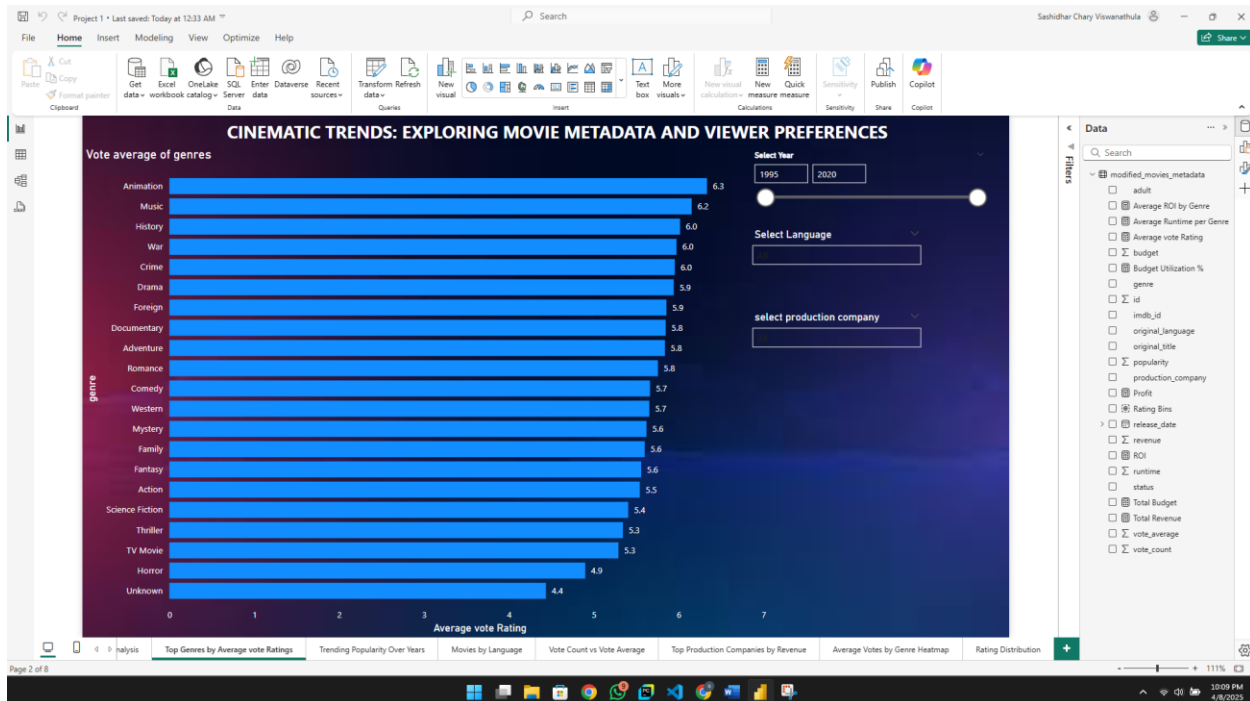 Project 1 • Last saved: Today at 12:33 AM
Search
Sashidhar Chary Viswanathula
File Home Insert Modeling View Optimize Help
Share
Paste
Cut
Copy
Format painter
Clipboard
Get data
Excel workbook
OneLake catalog
SQL Server
Enter data
Dataverse
Recent sources
Data
Transform data
Refresh
Queries
New visual
Text box
More visuals
Insert
New visual calculation
New measure
Quick measure
Calculations
Sensitivity
Sensitivity
Publish
Share
Copilot
Copilot
CINEMATIC TRENDS: EXPLORING MOVIE METADATA AND VIEWER PREFERENCES
Vote average of genres
genre
Animation 6.3
Music 6.2
History 6.0
War 6.0
Crime 6.0
Drama 5.9
Foreign 5.9
Documentary 5.8
Adventure 5.8
Romance 5.8
Comedy 5.7
Western 5.7
Mystery 5.6
Family 5.6
Fantasy 5.6
Action 5.5
Science Fiction 5.4
Thriller 5.3
TV Movie 5.3
Horror 4.9
Unknown 4.4
0 1 2 3 4 5 6 7
Average vote Rating
Select Year
1995 2020
Select Language
select production company
Filters
Data
Search
modified_movies_metadata
adult
Average ROI by Genre
Average Runtime per Genre
Average vote Rating
budget
Budget Utilization %
genre
id
imdb_id
original_language
original_title
popularity
production_company
Profit
Rating Bins
release_date
revenue
ROI
runtime
status
Total Budget
Total Revenue
vote_average
vote_count
nalysis
Top Genres by Average vote Ratings
Trending Popularity Over Years
Movies by Language
Vote Count vs Vote Average
Top Production Companies by Revenue
Average Votes by Genre Heatmap
Rating Distribution
Page 2 of 8
111%
10:09 PM
4/8/2025